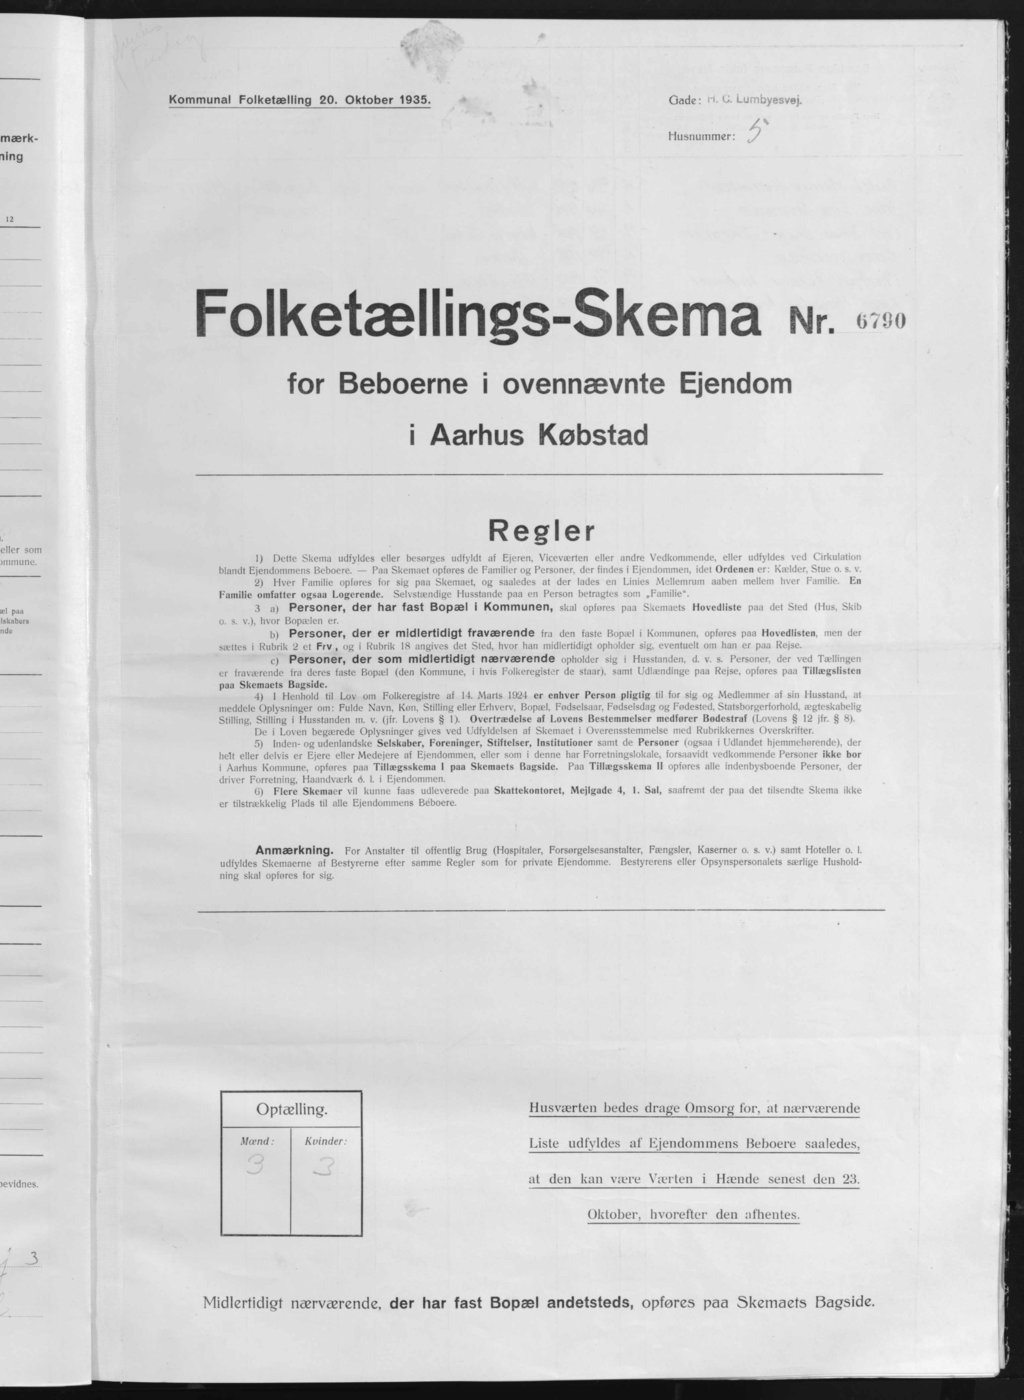 Kommunal Folketælling 20. Oktober 1935.
Gade: H. C. Lumbyesvej.
Husnummer: 5
mærk-
ning
12
eller som
ommune.
æl paa
lskabers
nde
bevidnes.
3
Folketællings-Skema Nr. 6790
for Beboerne i ovennævnte Ejendom
i Aarhus Købstad
Regler
1) Dette Skema udfyldes eller besørges udfyldt af Ejeren, Viceværten eller andre Vedkommende, eller udfyldes ved Cirkulation
blandt Ejendommens Beboere. — Paa Skemaet opføres de Familier og Personer, der findes i Ejendommen, idet Ordenen er: Kælder, Stue o. s. v.
2) Hver Familie opføres for sig paa Skemaet, og saaledes at der lades en Linies Mellemrum aaben mellem hver Familie. En
Familie omfatter ogsaa Logerende. Selvstændige Husstande paa en Person betragtes som „Familie“.
3 a) Personer, der har fast Bopæl i Kommunen, skal opføres paa Skemaets Hovedliste paa det Sted (Hus, Skib
o. s. v.), hvor Bopælen er.
b) Personer, der er midlertidigt fraværende fra den faste Bopæl i Kommunen, opføres paa Hovedlisten, men der
sættes i Rubrik 2 et Frv, og i Rubrik 18 angives det Sted, hvor han midlertidigt opholder sig, eventuelt om han er paa Rejse.
c) Personer, der som midlertidigt nærværende opholder sig i Husstanden, d. v. s. Personer, der ved Tællingen
er fraværende fra deres faste Bopæl (den Kommune, i hvis Folkeregister de staar), samt Udlændinge paa Rejse, opføres paa Tillægslisten
paa Skemaets Bagside.
4) I Henhold til Lov om Folkeregistre af 14. Marts 1924 er enhver Person pligtig til for sig og Medlemmer af sin Husstand, at
meddele Oplysninger om: Fulde Navn, Køn, Stilling eller Erhverv, Bopæl, Fødselsaar, Fødselsdag og Fødested, Statsborgerforhold, ægteskabelig
Stilling, Stilling i Husstanden m. v. (jfr. Lovens § 1). Overtrædelse af Lovens Bestemmelser medfører Bødestraf (Lovens § 12 jfr. § 8).
De i Loven begærede Oplysninger gives ved Udfyldelsen af Skemaet i Overensstemmelse med Rubrikkernes Overskrifter.
5) Inden- og udenlandske Selskaber, Foreninger, Stiftelser, Institutioner samt de Personer (ogsaa i Udlandet hjemmehørende), der
helt eller delvis er Ejere eller Medejere af Ejendommen, eller som i denne har Forretningslokale, forsaavidt vedkommende Personer ikke bor
i Aarhus Kommune, opføres paa Tillægsskema I paa Skemaets Bagside. Paa Tillægsskema II opføres alle indenbysboende Personer, der
driver Forretning, Haandværk o. l. i Ejendommen.
6) Flere Skemaer vil kunne faas udleverede paa Skattekontoret, Mejlgade 4, 1. Sal, saafremt der paa det tilsendte Skema ikke
er tilstrækkelig Plads til alle Ejendommens Beboere.
Anmærkning. For Anstalter til offentlig Brug (Hospitaler, Forsørgelsesanstalter, Fængsler, Kaserner o. s. v.) samt Hoteller o. l.
udfyldes Skemaerne af Bestyrerne efter samme Regler som for private Ejendomme. Bestyrerens eller Opsynspersonalets særlige Hushold-
ning skal opføres for sig.
Optælling.
Mænd: Kvinder:
3 3
Husværten bedes drage Omsorg for, at nærværende
Liste udfyldes af Ejendommens Beboere saaledes,
at den kan være Værten i Hænde senest den 23.
Oktober, hvorefter den afhentes.
Midlertidigt nærværende, der har fast Bopæl andetsteds, opføres paa Skemaets Bagside.